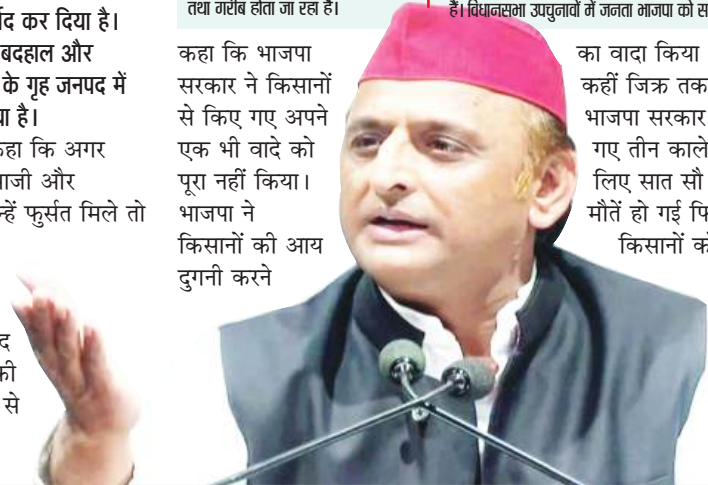 र्बाद कर दिया है।
बदहाल और
के गृह जनपद में
है।
कहा कि अगर
और
फुर्सत मिले तो
से
तथा गरीब होता जा रहा है।
कहा कि भाजपा
सरकार ने किसानों
से किए गए अपने
एक भी वादे को
पूरा नहीं किया।
भाजपा ने
किसानों की आय
दुगनी करने
हैं। विधानसभा उपचुनावों में जनता भाजपा को स
का वादा किया
कहीं जिक्र तक
भाजपा सरकार
गए तीन काले
लिए सात सौ
मौतें हो गई फि
किसानों को